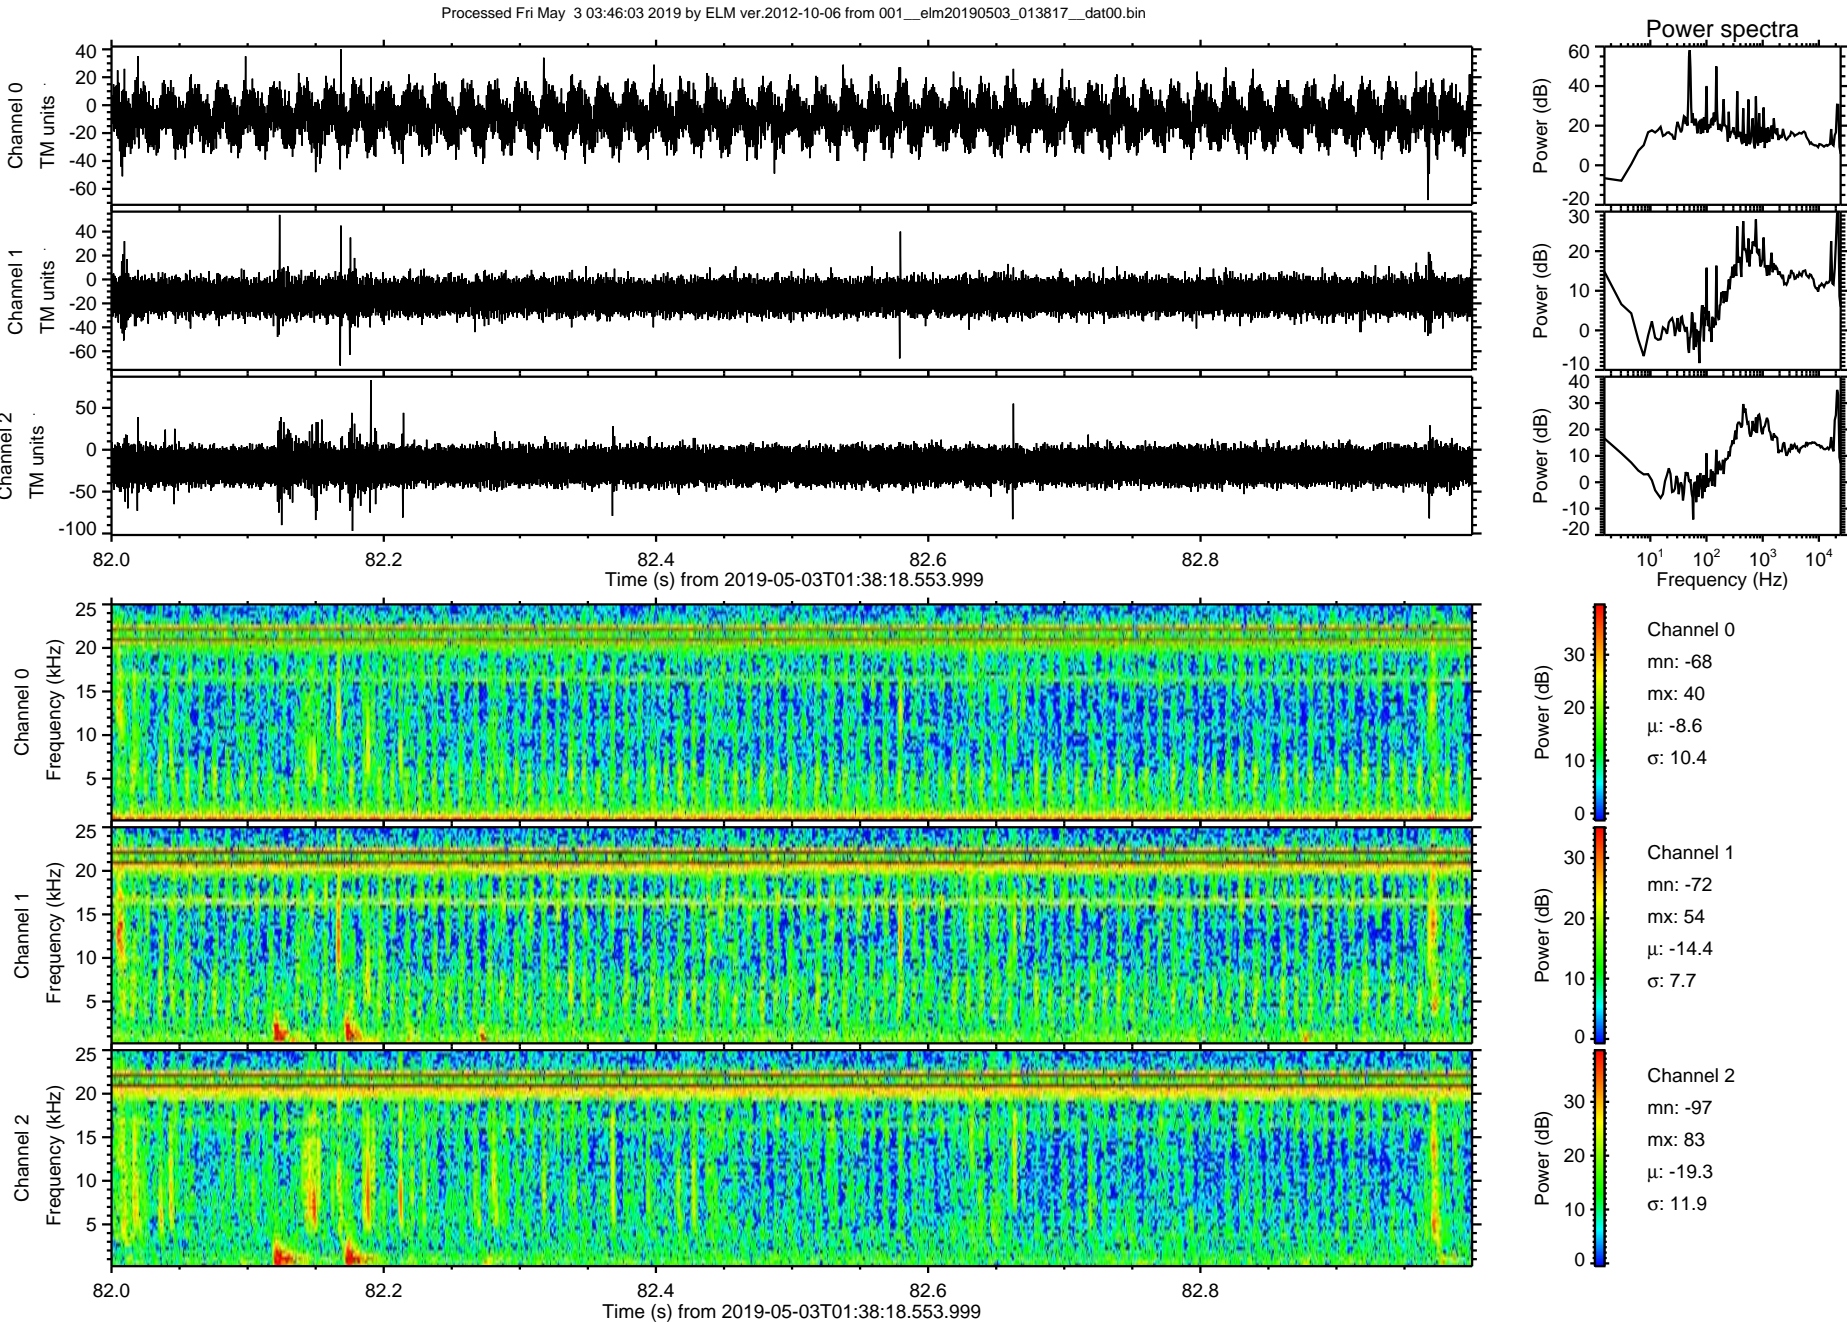 Processed Fri May  3 03:46:03 2019 by ELM ver.2012-10-06 from 001__elm20190503_013817__dat00.bin
Power spectra
Channel 0
TM units
40
20
0
-20
-40
-60
Power (dB)
60
40
20
0
-20
Channel 1
TM units
40
20
0
-20
-40
-60
Power (dB)
30
20
10
0
-10
Channel 2
TM units
50
0
-50
-100
Power (dB)
40
30
20
10
0
-10
-20
82.0 82.2 82.4 82.6 82.8
Time (s) from 2019-05-03T01:38:18.553.999
10^1 10^2 10^3 10^4
Frequency (Hz)
Channel 0
Frequency (kHz)
25
20
15
10
5
Power (dB)
30
20
10
0
Channel 0
mn: -68
mx: 40
μ: -8.6
σ: 10.4
Channel 1
Frequency (kHz)
25
20
15
10
5
Power (dB)
30
20
10
0
Channel 1
mn: -72
mx: 54
μ: -14.4
σ: 7.7
Channel 2
Frequency (kHz)
25
20
15
10
5
Power (dB)
30
20
10
0
Channel 2
mn: -97
mx: 83
μ: -19.3
σ: 11.9
82.0 82.2 82.4 82.6 82.8
Time (s) from 2019-05-03T01:38:18.553.999